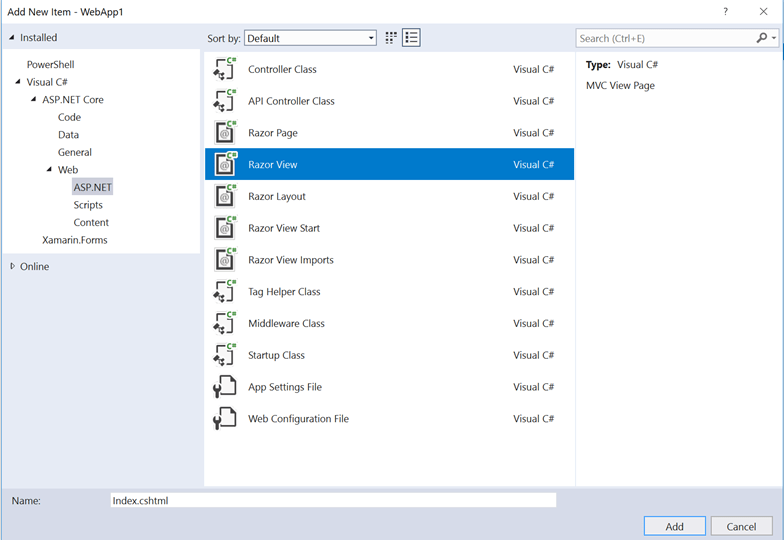 Add New Item - WebApp1
?
Installed
PowerShell
Visual C#
ASP.NET Core
Code
Data
General
Web
ASP.NET
Scripts
Content
Xamarin.Forms
Online
Sort by: Default
Controller Class Visual C#
API Controller Class Visual C#
Razor Page Visual C#
Razor View Visual C#
Razor Layout Visual C#
Razor View Start Visual C#
Razor View Imports Visual C#
Tag Helper Class Visual C#
Middleware Class Visual C#
Startup Class Visual C#
App Settings File Visual C#
Web Configuration File Visual C#
Search (Ctrl+E)
Type: Visual C#
MVC View Page
Name: Index.cshtml
Add Cancel